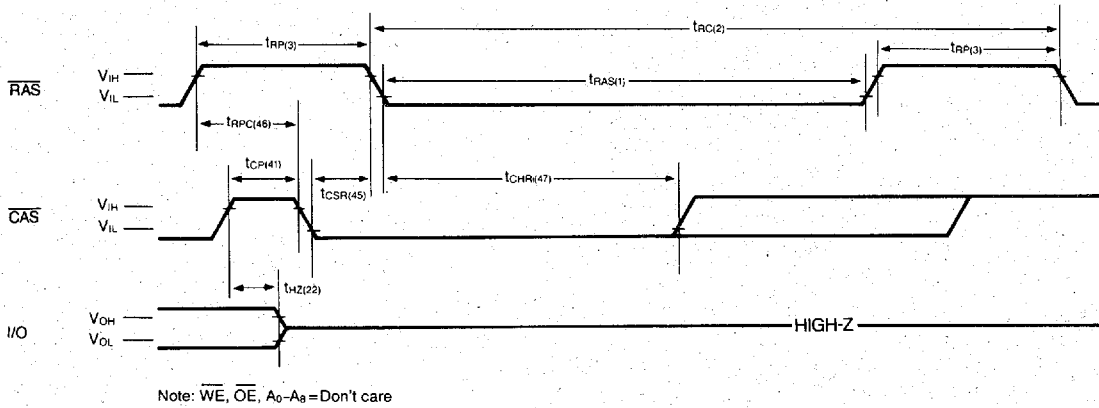 tRC(2)
tRP(3)
tRP(3)
VIH
RAS
tRAS(1)
VIL
tRPC(46)
tCP(41)
tCSR(45)
tCHR(47)
VIH
CAS
VIL
tHZ(22)
VOH
I/O
HIGH-Z
VOL
Note: WE, OE, A0-A8=Don't care